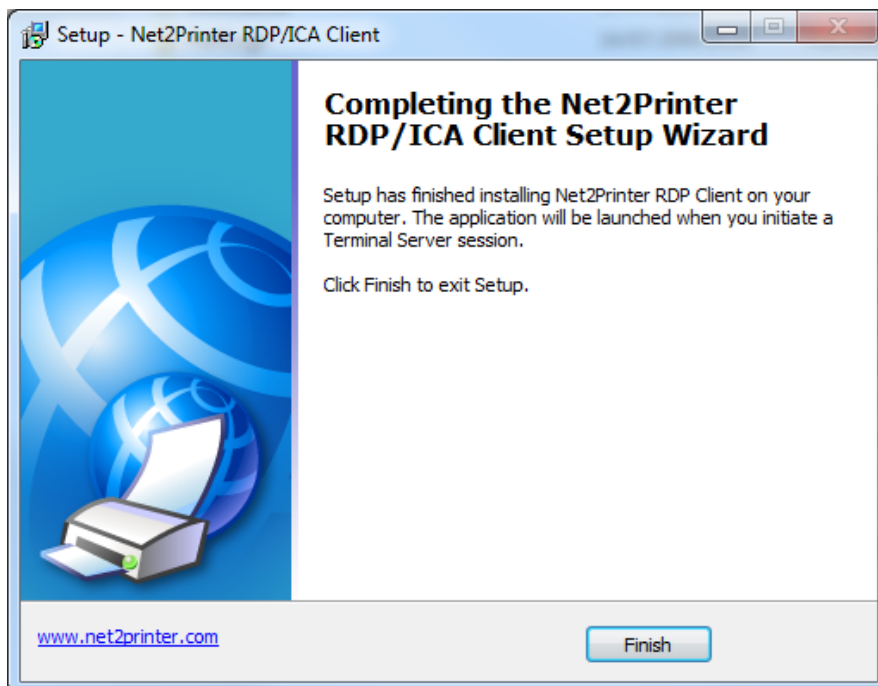 Setup - Net2Printer RDP/ICA Client
Completing the Net2Printer
RDP/ICA Client Setup Wizard
Setup has finished installing Net2Printer RDP Client on your
computer. The application will be launched when you initiate a
Terminal Server session.
Click Finish to exit Setup.
www.net2printer.com
Finish